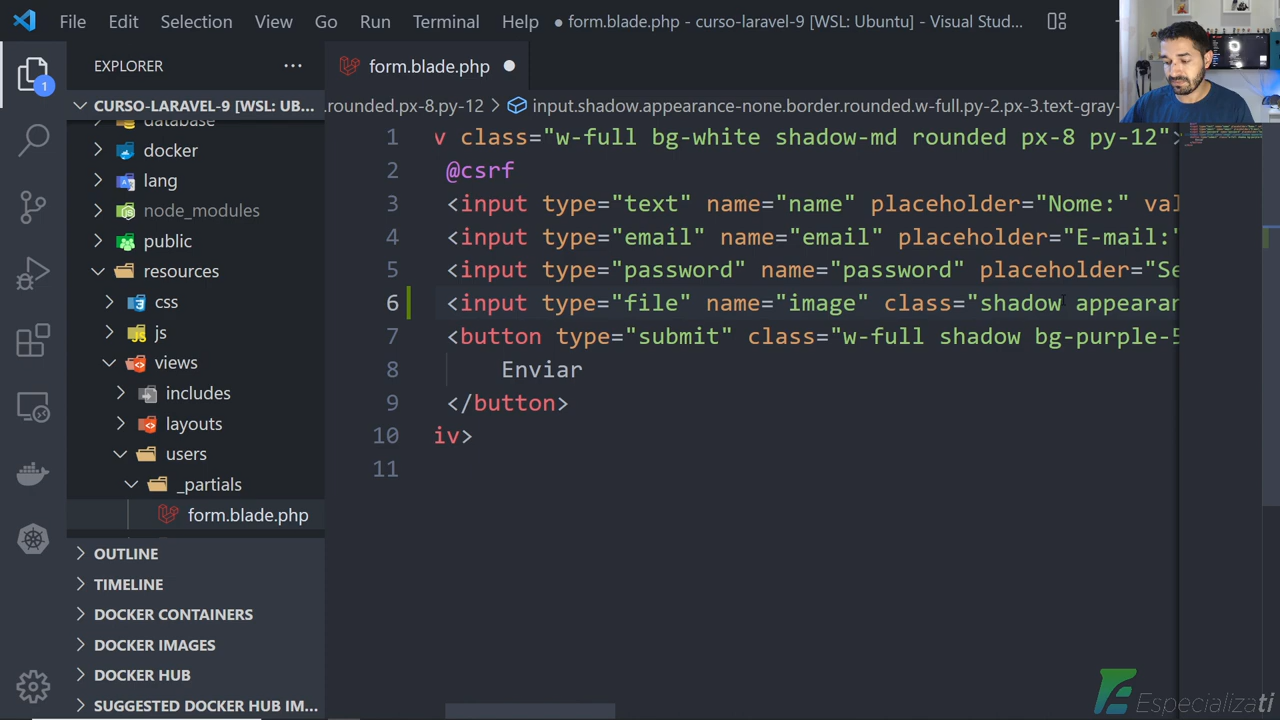 File Edit Selection View Go Run Terminal Help ● form.blade.php - curso-laravel-9 [WSL: Ubuntu] - Visual Stud...
EXPLORER
form.blade.php
CURSO-LARAVEL-9 [WSL: UB...
.rounded.px-8.py-12 > input.shadow.appearance-none.border.rounded.w-full.py-2.px-3.text-gray-
database
docker
lang
node_modules
public
resources
css
js
views
includes
layouts
users
_partials
form.blade.php
OUTLINE
TIMELINE
DOCKER CONTAINERS
DOCKER IMAGES
DOCKER HUB
SUGGESTED DOCKER HUB IM...
1
1 v class="w-full bg-white shadow-md rounded px-8 py-12">
2 @csrf
3 <input type="text" name="name" placeholder="Nome:" val
4 <input type="email" name="email" placeholder="E-mail:"
5 <input type="password" name="password" placeholder="Se
6 <input type="file" name="image" class="shadow appearan
7 <button type="submit" class="w-full shadow bg-purple-5
8 Enviar
9 </button>
10 iv>
11
Especializati